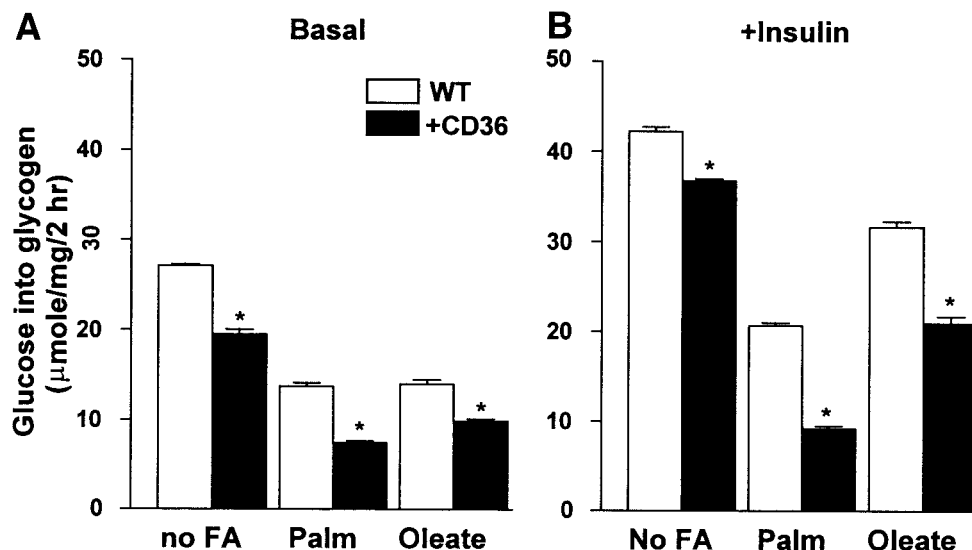 A
Basal
50
40
30
20
10
0
Glucose into glycogen
(μmole/mg/2 hr)
WT
+CD36
*
*
*
no FA
Palm
Oleate
B
+Insulin
50
40
30
20
10
0
*
*
*
No FA
Palm
Oleate